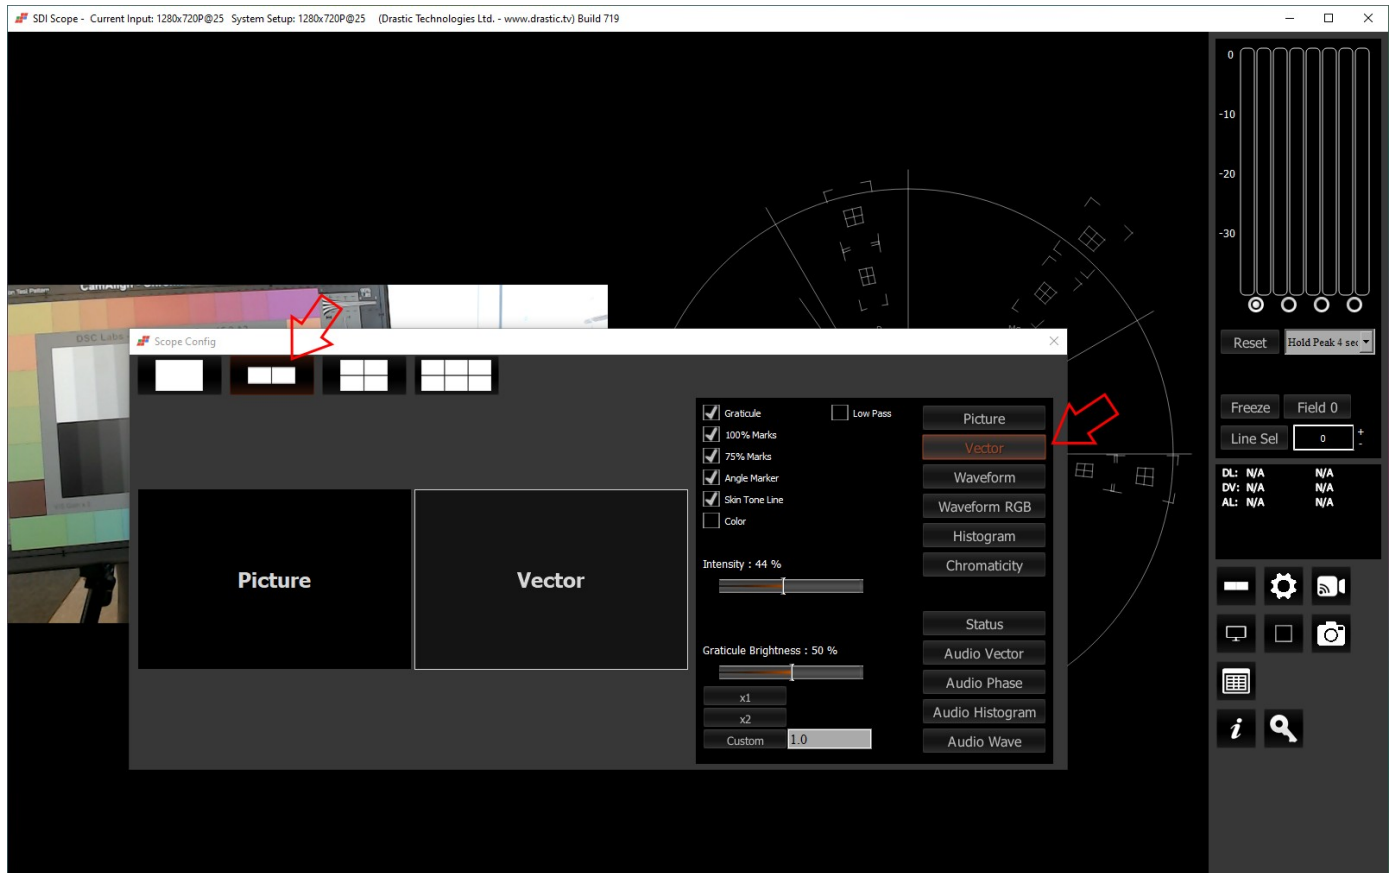 SDI Scope - Current Input: 1280x720P@25 System Setup: 1280x720P@25 (Drastic Technologies Ltd. - www.drastic.tv) Build 719
0
-10
-20
-30
Reset
Hold Peak 4 sec
Freeze
Field 0
Line Sel
0
+
-
DL: N/A N/A
DV: N/A N/A
AL: N/A N/A
i
on Test Pattern
CamAlign
DSC Labs
Scope Config
Picture
Vector
Graticule
Low Pass
100% Marks
75% Marks
Angle Marker
Skin Tone Line
Color
Intensity : 44 %
Graticule Brightness : 50 %
x1
x2
Custom
1.0
Picture
Vector
Waveform
Waveform RGB
Histogram
Chromaticity
Status
Audio Vector
Audio Phase
Audio Histogram
Audio Wave